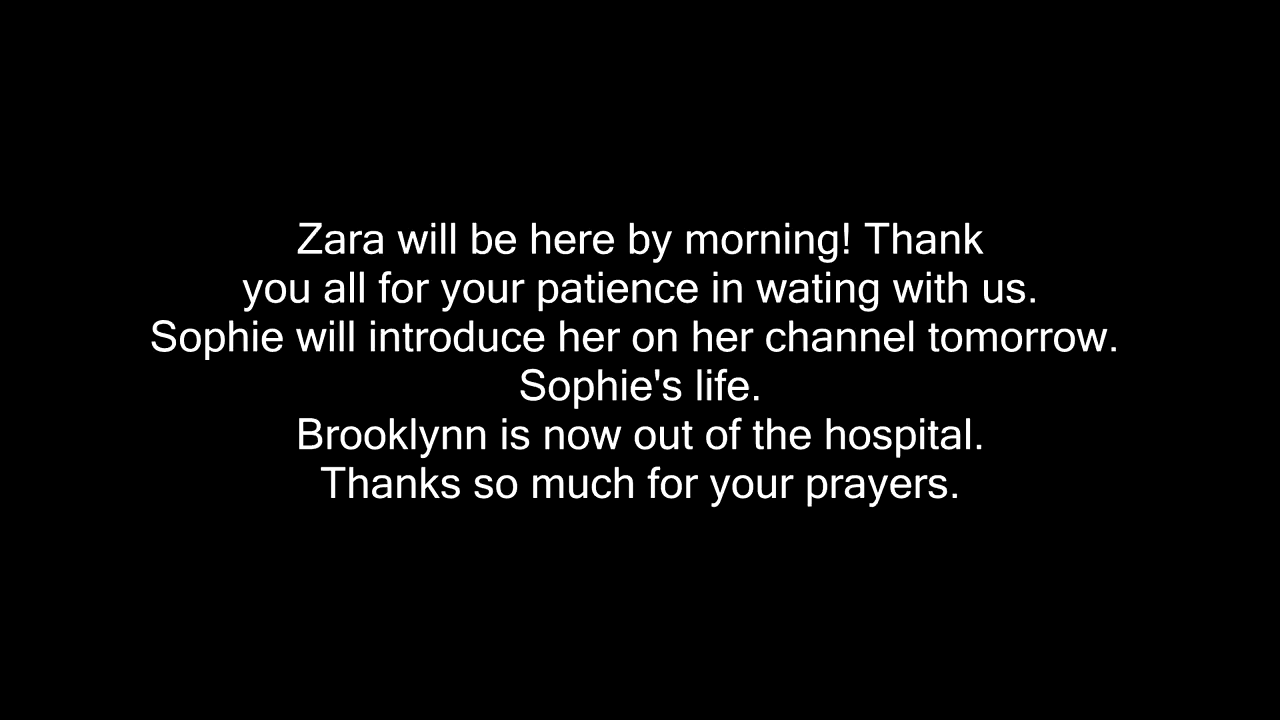 Zara will be here by morning! Thank
you all for your patience in wating with us.
Sophie will introduce her on her channel tomorrow.
Sophie's life.
Brooklynn is now out of the hospital.
Thanks so much for your prayers.